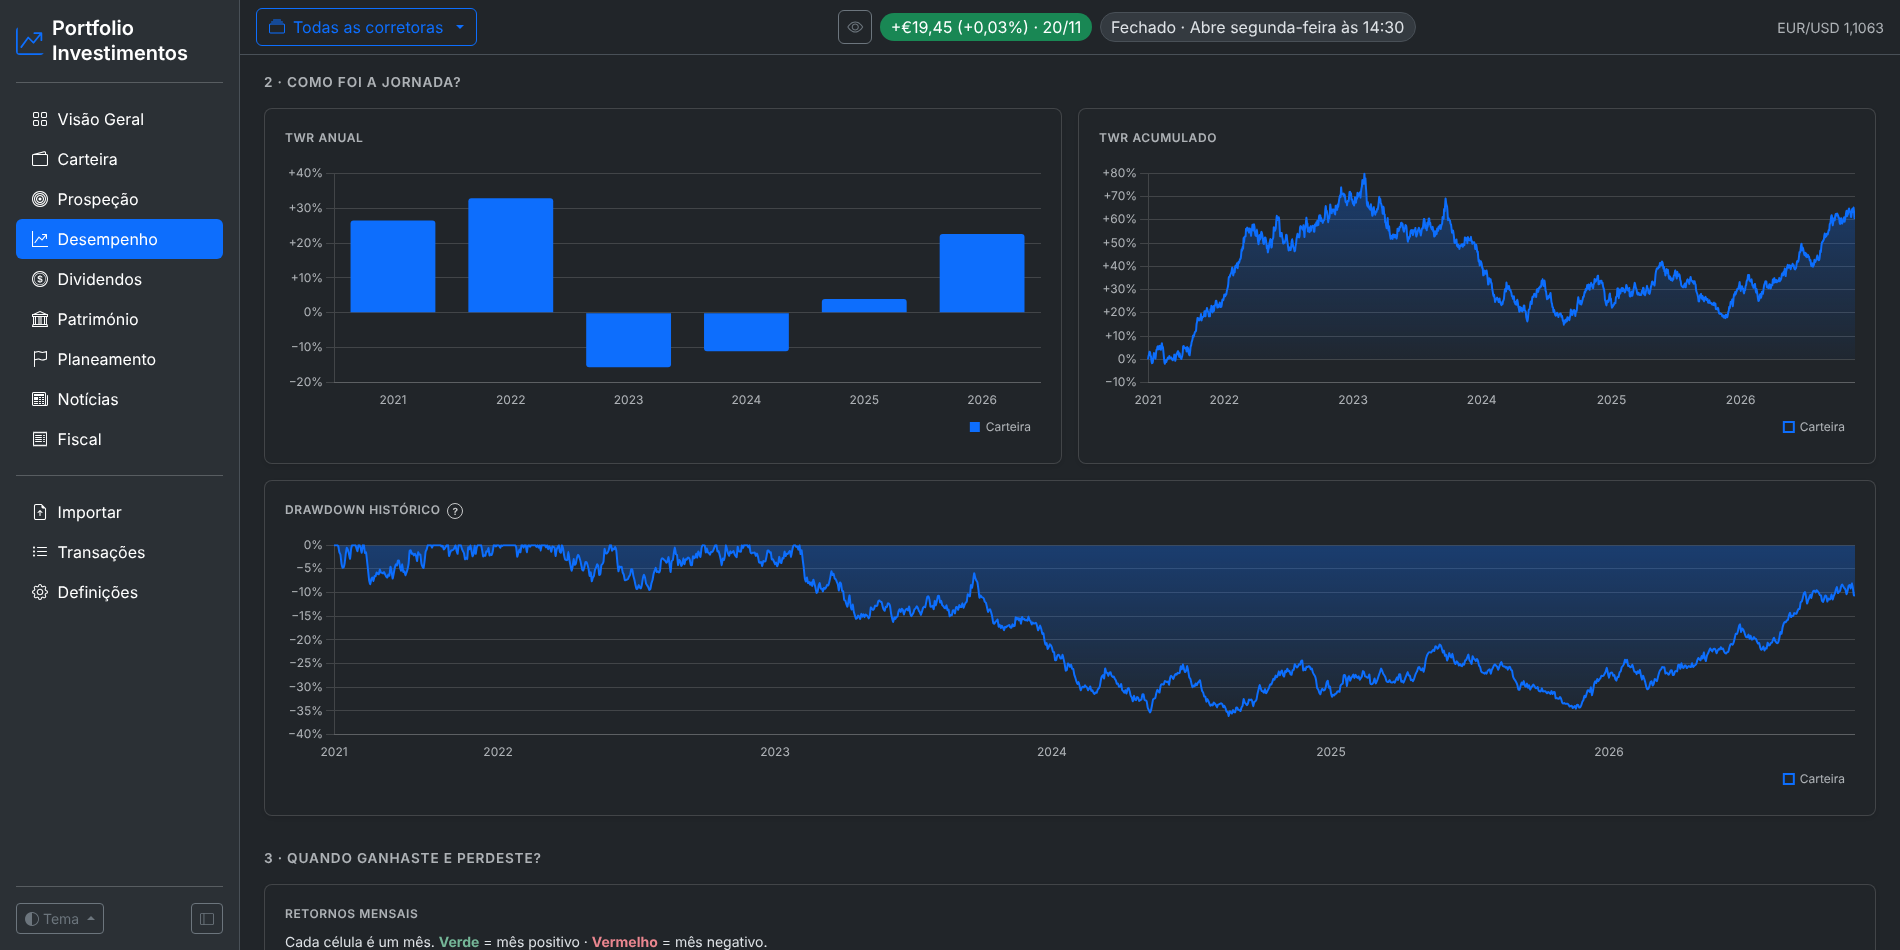 Portfolio
Investimentos
Visão Geral
Carteira
Prospeção
Desempenho
Dividendos
Património
Planeamento
Notícias
Fiscal
Importar
Transações
Definições
Tema
Todas as corretoras
+€19,45 (+0,03%) · 20/11
Fechado · Abre segunda-feira às 14:30
EUR/USD 1,1063
2 · COMO FOI A JORNADA?
TWR ANUAL
+40%
+30%
+20%
+10%
0%
−10%
−20%
2021 2022 2023 2024 2025 2026
Carteira
TWR ACUMULADO
+80%
+70%
+60%
+50%
+40%
+30%
+20%
+10%
0%
−10%
2021 2022 2023 2024 2025 2026
Carteira
DRAWDOWN HISTÓRICO ?
0%
−5%
−10%
−15%
−20%
−25%
−30%
−35%
−40%
2021 2022 2023 2024 2025 2026
Carteira
3 · QUANDO GANHASTE E PERDESTE?
RETORNOS MENSAIS
Cada célula é um mês. Verde = mês positivo · Vermelho = mês negativo.